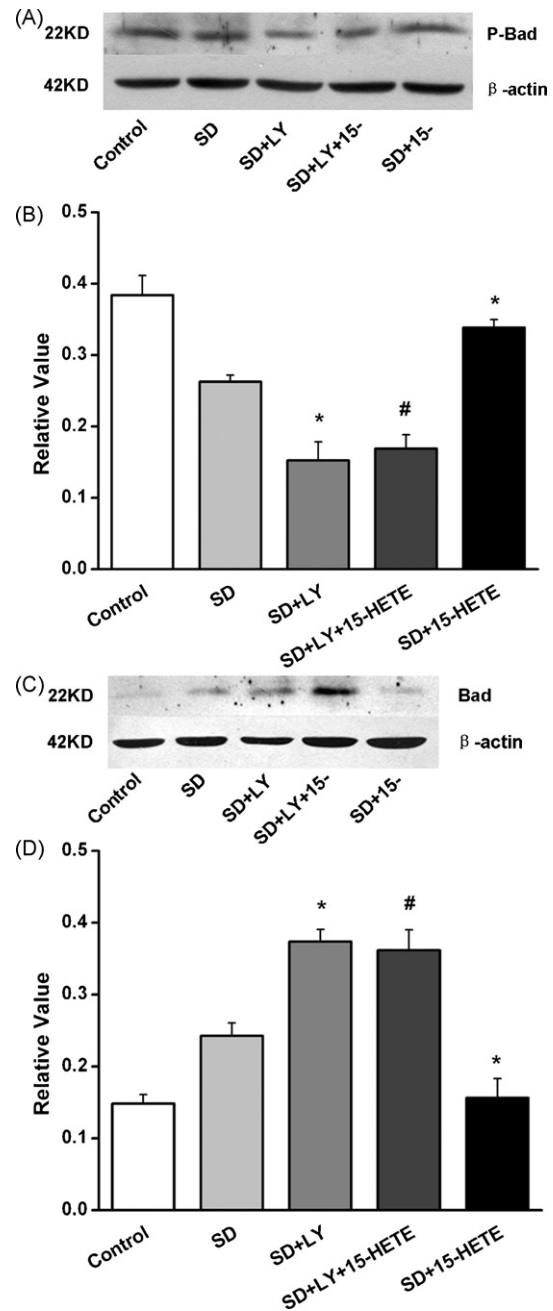 (A)
22KD
P-Bad
42KD
β-actin
Control
SD
SD+LY
SD+LY+15-
SD+15-
(B)
0.5
0.4
0.3
0.2
0.1
0.0
Relative Value
*
#
*
Control
SD
SD+LY
SD+LY+15-HETE
SD+15-HETE
(C)
22KD
Bad
42KD
β-actin
Control
SD
SD+LY
SD+LY+15-
SD+15-
(D)
0.5
0.4
0.3
0.2
0.1
0.0
Relative Value
*
#
*
Control
SD
SD+LY
SD+LY+15-HETE
SD+15-HETE